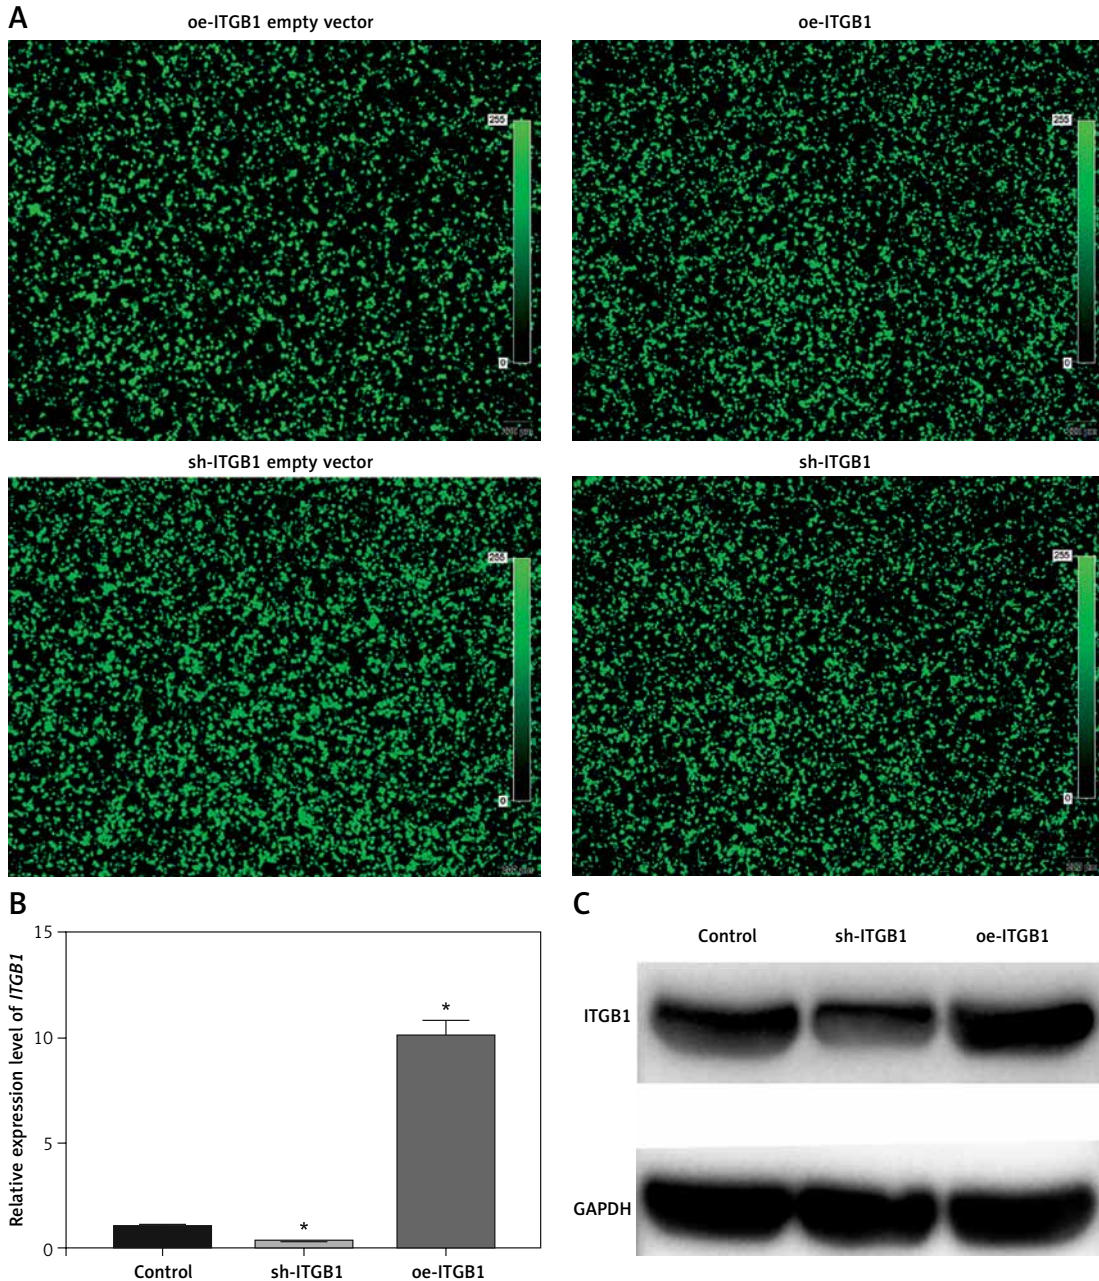 A
oe-ITGB1 empty vector
oe-ITGB1
255
0
255
0
sh-ITGB1 empty vector
sh-ITGB1
255
0
255
0
B
Relative expression level of ITGB1
15
10
5
0
*
*
Control
sh-ITGB1
oe-ITGB1
C
Control
sh-ITGB1
oe-ITGB1
ITGB1
GAPDH